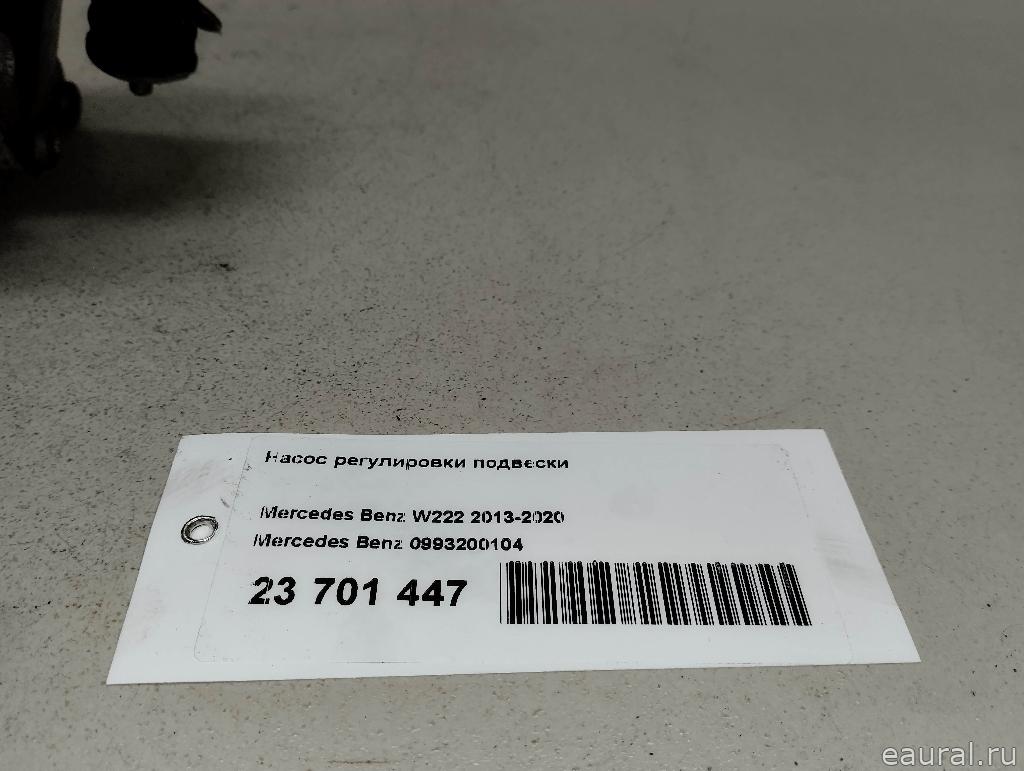 Насос регулировки подвески
Mercedes Benz W222 2013-2020
Mercedes Benz 0993200104
23 701 447
eaural.ru